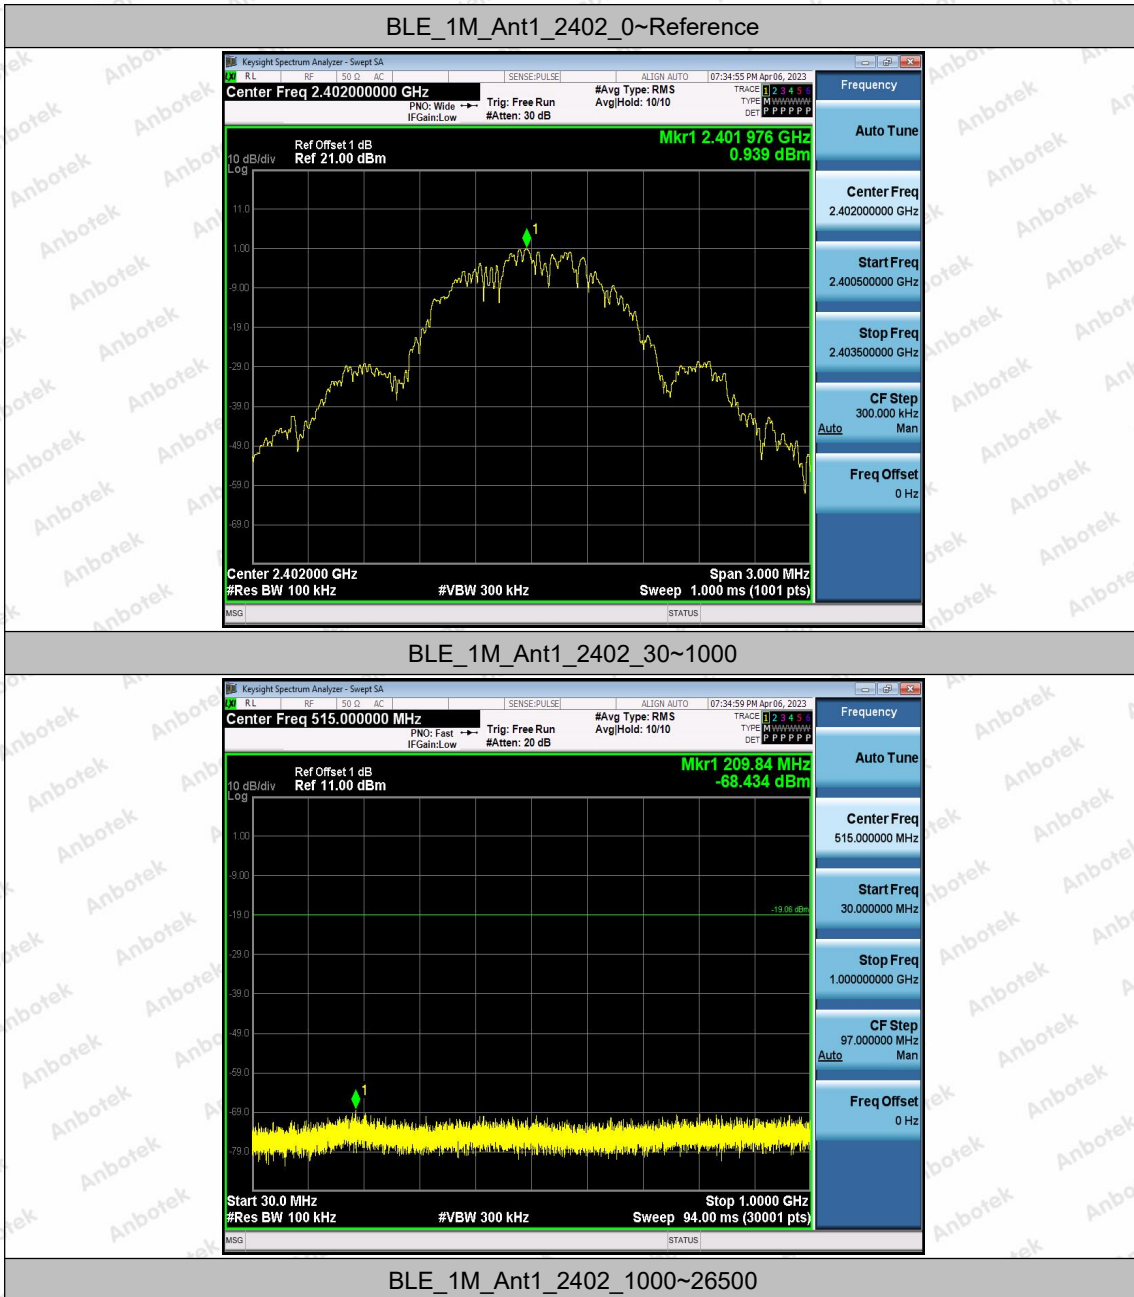 BLE_1M_Ant1_2402_0~Reference
Keysight Spectrum Analyzer - Swept SA
LXI RL RF 50 Ω AC SENSE:PULSE ALIGN AUTO 07:34:55 PM Apr 06, 2023
Center Freq 2.402000000 GHz
PNO: Wide
IFGain:Low
Trig: Free Run
#Atten: 30 dB
#Avg Type: RMS
Avg|Hold: 10/10
TRACE 1 2 3 4 5 6
TYPE M W W W W W
DET P P P P P P
Mkr1 2.401 976 GHz
0.939 dBm
Ref Offset 1 dB
10 dB/div Ref 21.00 dBm
Log
11.0
1.00
-9.00
-19.0
-29.0
-39.0
-49.0
-59.0
-69.0
1
Center 2.402000 GHz Span 3.000 MHz
#Res BW 100 kHz #VBW 300 kHz Sweep 1.000 ms (1001 pts)
MSG STATUS
Frequency
Auto Tune
Center Freq
2.402000000 GHz
Start Freq
2.400500000 GHz
Stop Freq
2.403500000 GHz
CF Step
300.000 kHz
Auto Man
Freq Offset
0 Hz
BLE_1M_Ant1_2402_30~1000
Keysight Spectrum Analyzer - Swept SA
LXI RL RF 50 Ω AC SENSE:PULSE ALIGN AUTO 07:34:59 PM Apr 06, 2023
Center Freq 515.000000 MHz
PNO: Fast
IFGain:Low
Trig: Free Run
#Atten: 20 dB
#Avg Type: RMS
Avg|Hold: 10/10
TRACE 1 2 3 4 5 6
TYPE M W W W W W
DET P P P P P P
Mkr1 209.84 MHz
-68.434 dBm
Ref Offset 1 dB
10 dB/div Ref 11.00 dBm
Log
1.00
-9.00
-19.0
-29.0
-39.0
-49.0
-59.0
-69.0
-79.0
-19.06 dBm
1
Start 30.0 MHz Stop 1.0000 GHz
#Res BW 100 kHz #VBW 300 kHz Sweep 94.00 ms (30001 pts)
MSG STATUS
Frequency
Auto Tune
Center Freq
515.000000 MHz
Start Freq
30.000000 MHz
Stop Freq
1.000000000 GHz
CF Step
97.000000 MHz
Auto Man
Freq Offset
0 Hz
BLE_1M_Ant1_2402_1000~26500
Anbotek